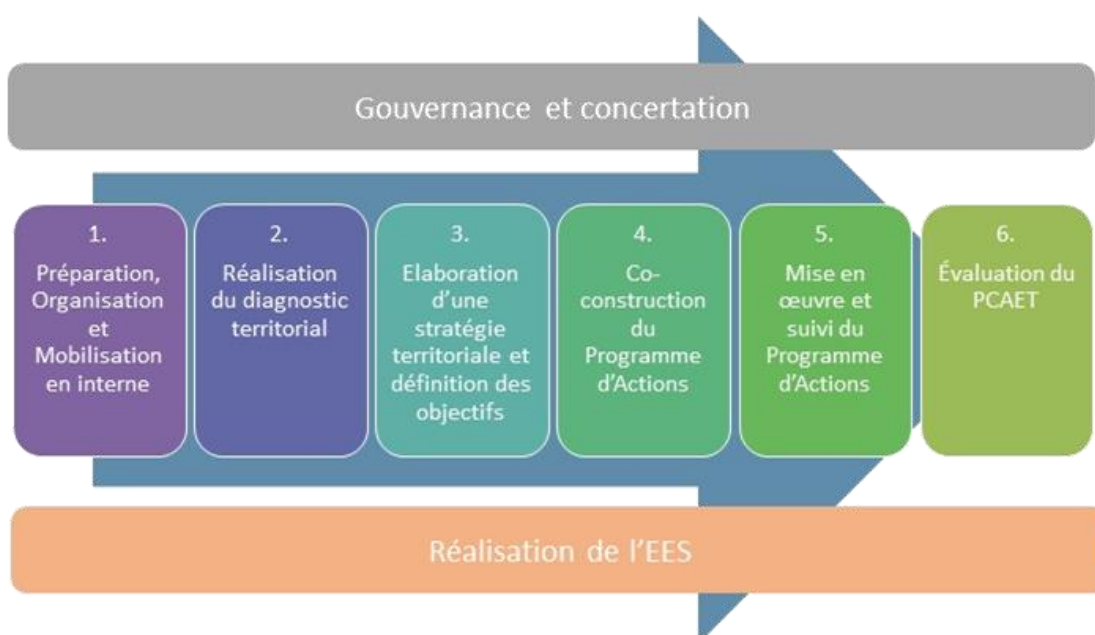 Gouvernance et concertation
1.
Préparation,
Organisation
et
Mobilisation
en interne
2.
Réalisation
du diagnostic
territorial
3.
Elaboration
d'une
stratégie
territoriale et
définition des
objectifs
4.
Co-
construction
du
Programme
d'Actions
5.
Mise en
œuvre et
suivi du
Programme
d'Actions
6.
Évaluation du
PCAET
Réalisation de l'EES